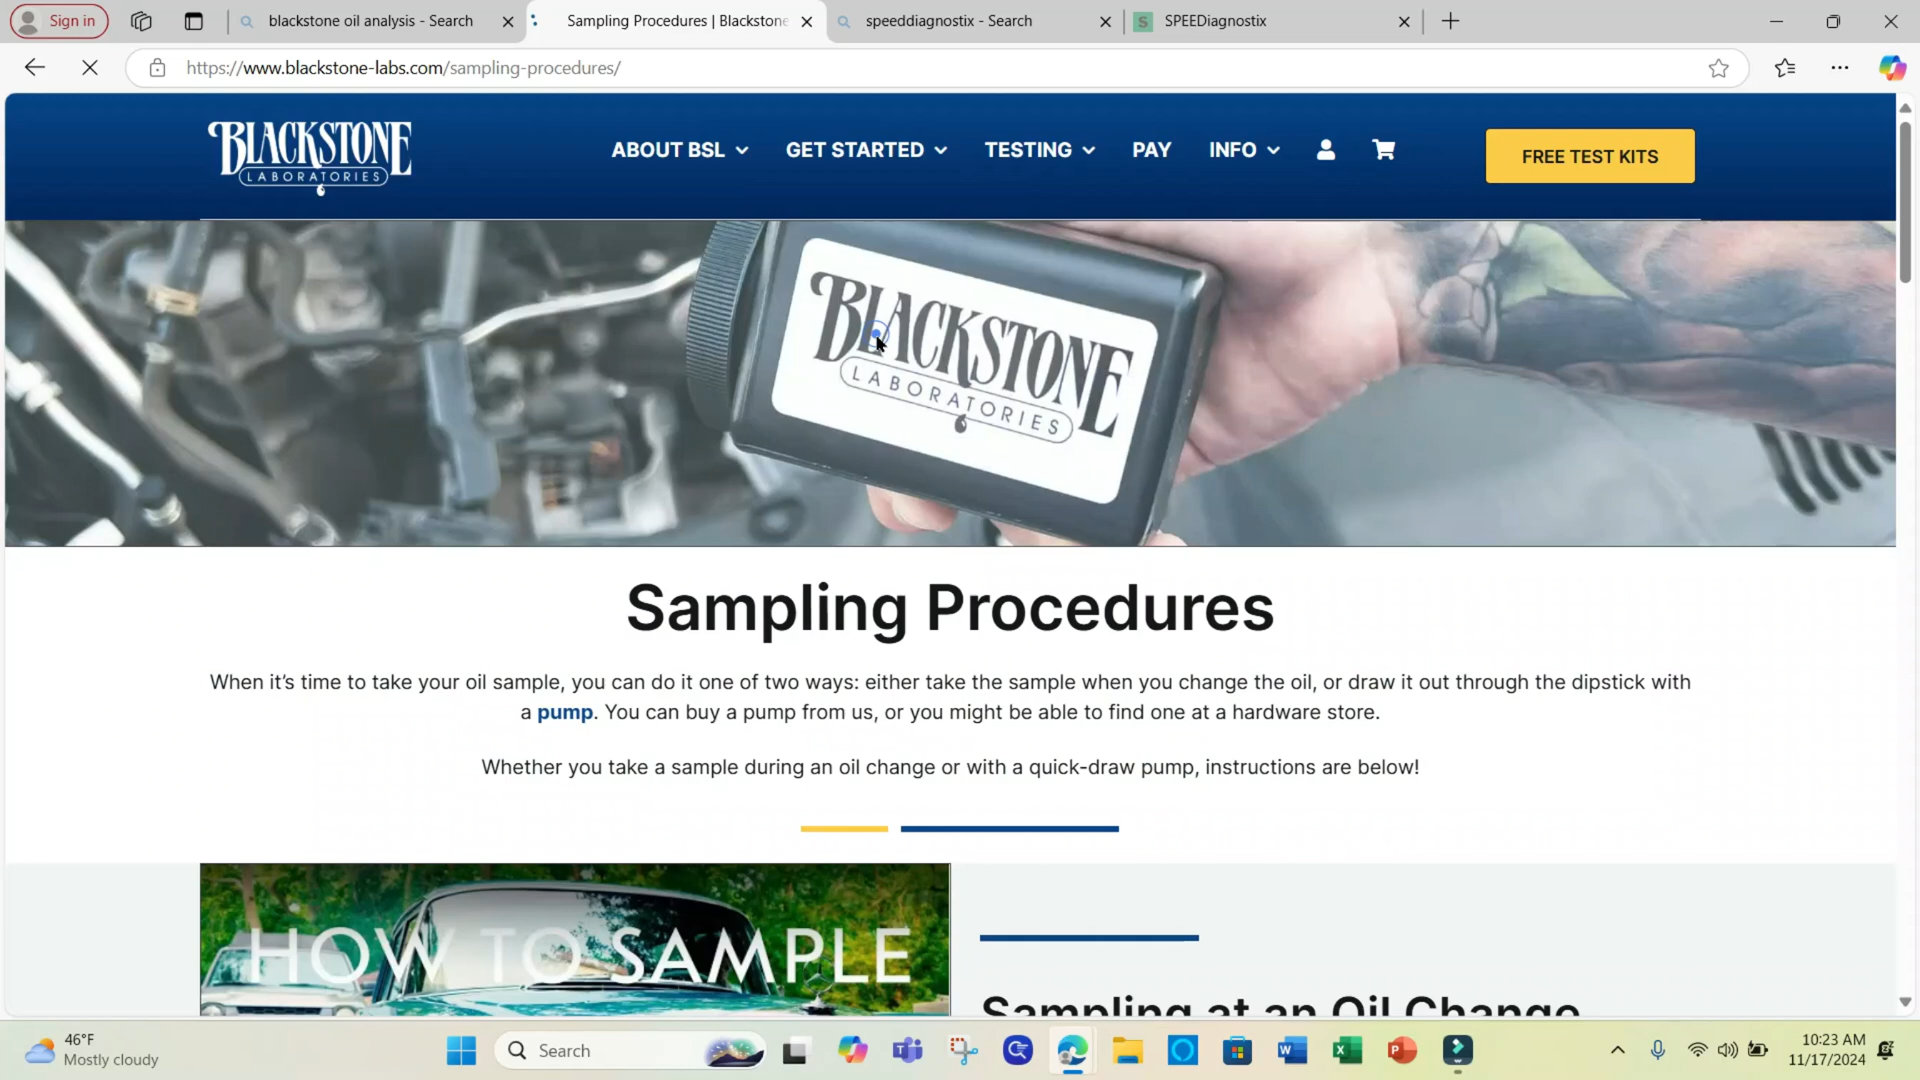 Sign in
blackstone oil analysis - Search
Sampling Procedures | Blackstone
speeddiagnostix - Search
S SPEEDiagnostix
https://www.blackstone-labs.com/sampling-procedures/
BLACKSTONE
LABORATORIES
ABOUT BSL
GET STARTED
TESTING
PAY
INFO
FREE TEST KITS
BLACKSTONE
LABORATORIES
Sampling Procedures
When it’s time to take your oil sample, you can do it one of two ways: either take the sample when you change the oil, or draw it out through the dipstick with
a pump. You can buy a pump from us, or you might be able to find one at a hardware store.
Whether you take a sample during an oil change or with a quick-draw pump, instructions are below!
HOW TO SAMPLE
Sampling at an Oil Change
46°F
Mostly cloudy
Search
10:23 AM
11/17/2024